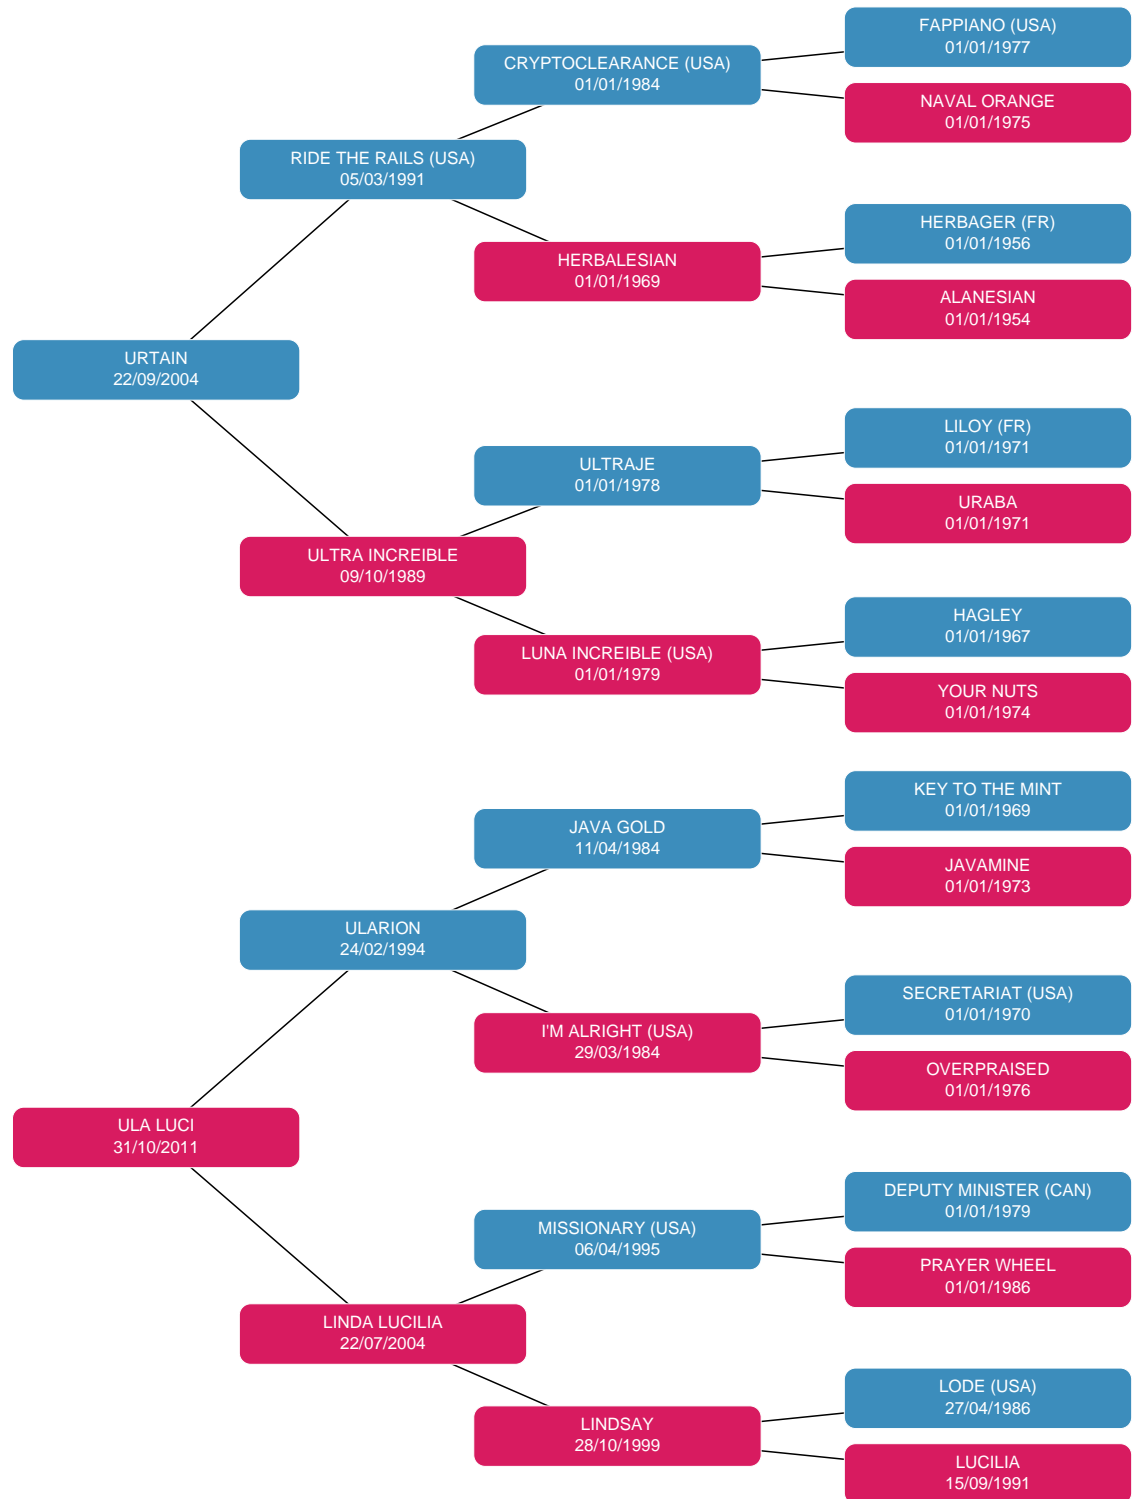 FAPPIANO (USA)
01/01/1977
CRYPTOCLEARANCE (USA)
01/01/1984
NAVAL ORANGE
01/01/1975
RIDE THE RAILS (USA)
05/03/1991
HERBAGER (FR)
01/01/1956
HERBALESIAN
01/01/1969
ALANESIAN
01/01/1954
URTAIN
22/09/2004
LILOY (FR)
01/01/1971
ULTRAJE
01/01/1978
URABA
01/01/1971
ULTRA INCREIBLE
09/10/1989
HAGLEY
01/01/1967
LUNA INCREIBLE (USA)
01/01/1979
YOUR NUTS
01/01/1974
KEY TO THE MINT
01/01/1969
JAVA GOLD
11/04/1984
JAVAMINE
01/01/1973
ULARION
24/02/1994
SECRETARIAT (USA)
01/01/1970
I'M ALRIGHT (USA)
29/03/1984
OVERPRAISED
01/01/1976
ULA LUCI
31/10/2011
DEPUTY MINISTER (CAN)
01/01/1979
MISSIONARY (USA)
06/04/1995
PRAYER WHEEL
01/01/1986
LINDA LUCILIA
22/07/2004
LODE (USA)
27/04/1986
LINDSAY
28/10/1999
LUCILIA
15/09/1991